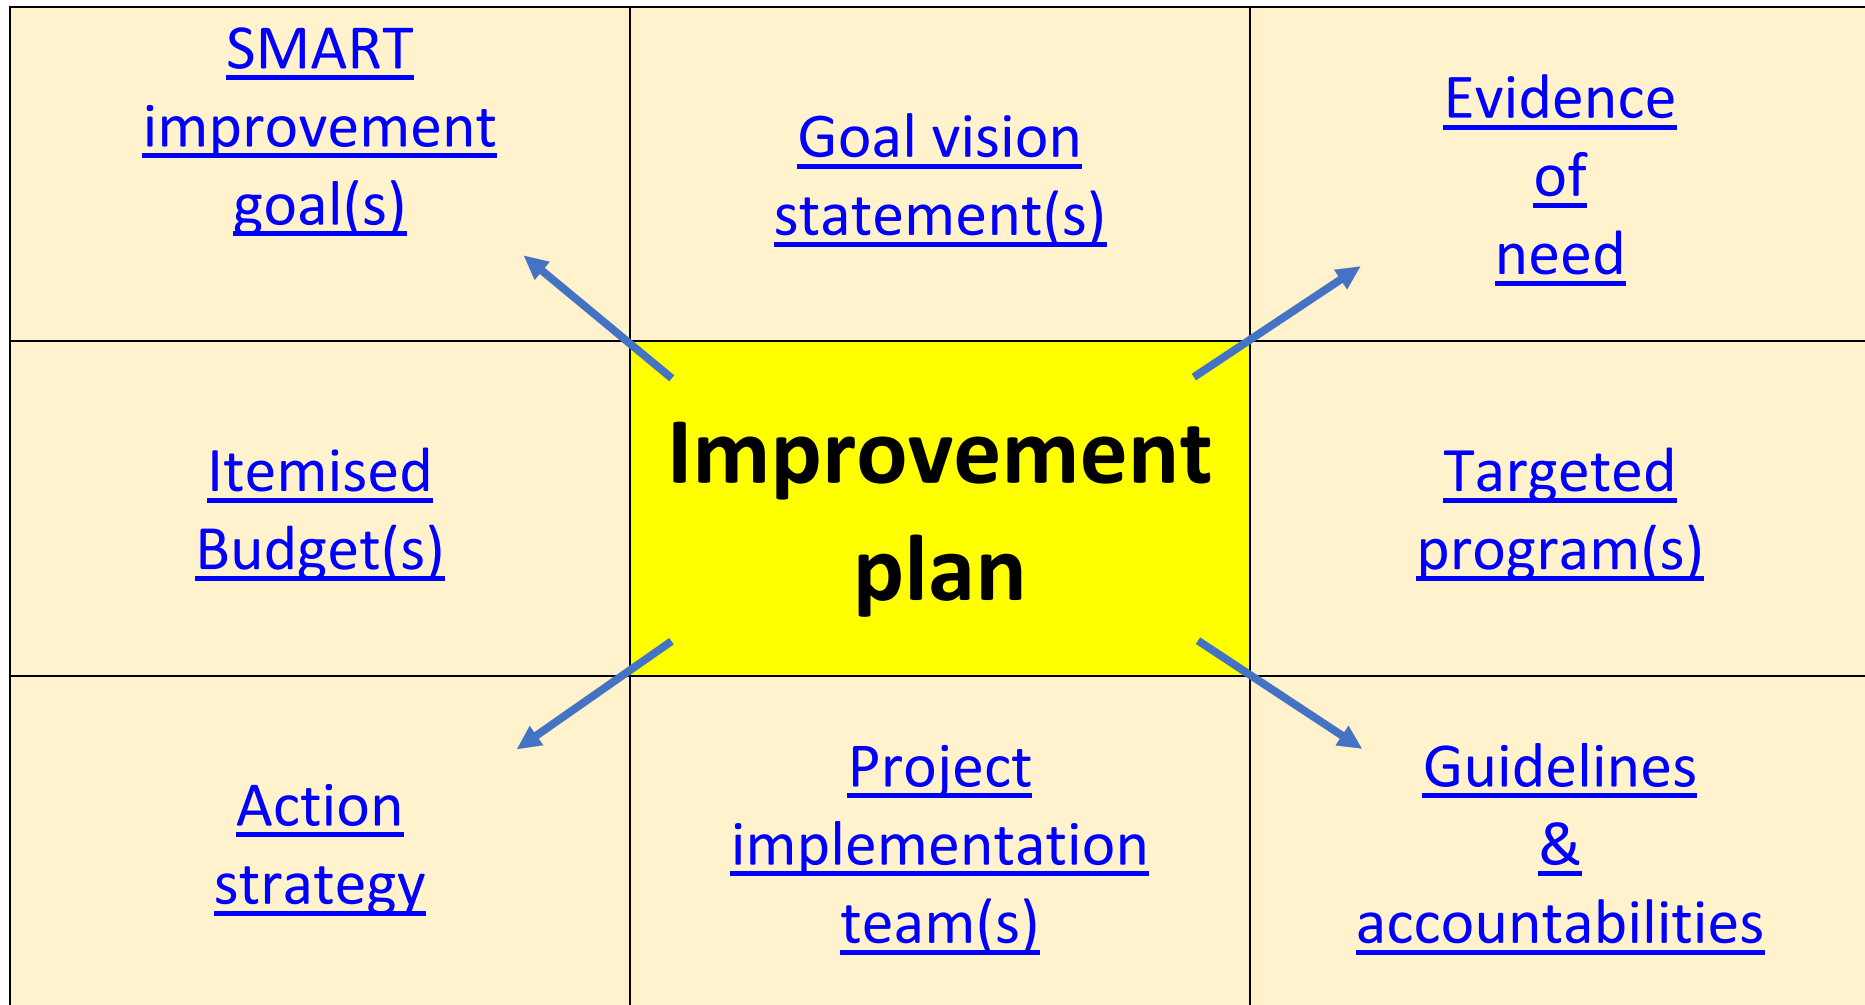 SMART
improvement
goal(s)
Goal vision
statement(s)
Evidence
of
need
Itemised
Budget(s)
Improvement
plan
Targeted
program(s)
Action
strategy
Project
implementation
team(s)
Guidelines
&
accountabilities